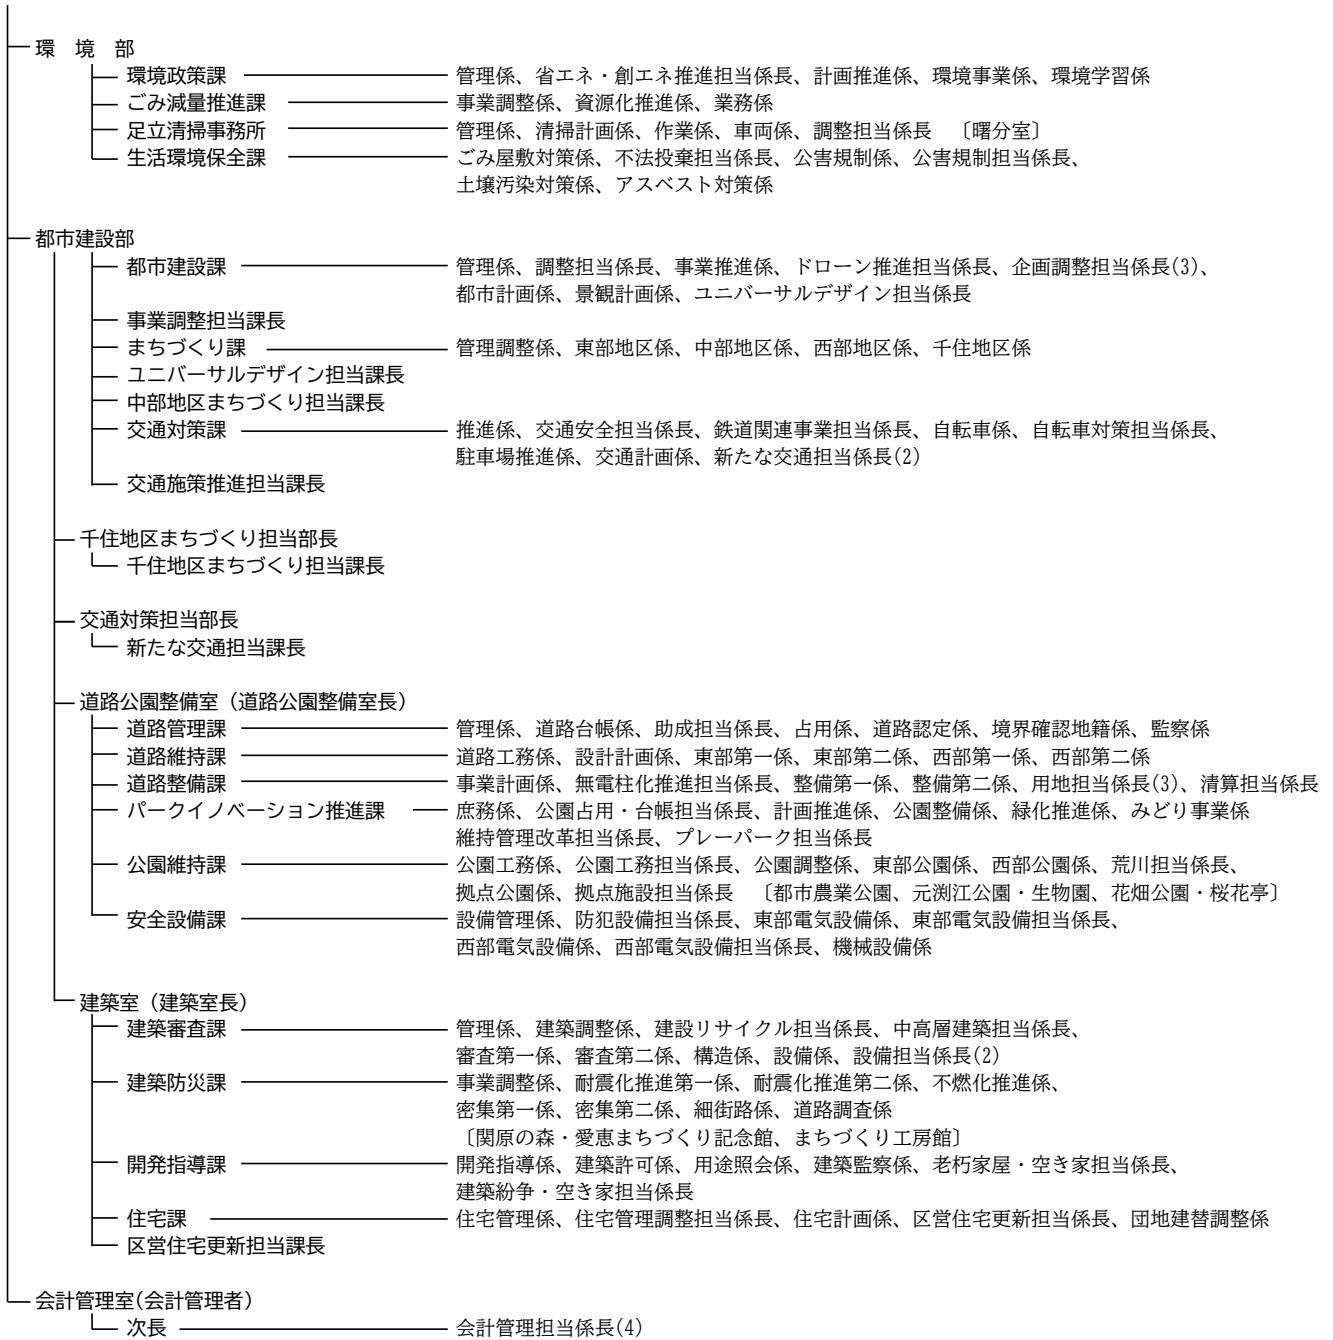 環　境　部
環境政策課　管理係、省エネ・創エネ推進担当係長、計画推進係、環境事業係、環境学習係
ごみ減量推進課　事業調整係、資源化推進係、業務係
足立清掃事務所　管理係、清掃計画係、作業係、車両係、調整担当係長　〔曙分室〕
生活環境保全課　ごみ屋敷対策係、不法投棄担当係長、公害規制係、公害規制担当係長、
土壌汚染対策係、アスベスト対策係
都市建設部
都市建設課　管理係、調整担当係長、事業推進係、ドローン推進担当係長、企画調整担当係長(3)、
都市計画係、景観計画係、ユニバーサルデザイン担当係長
事業調整担当課長
まちづくり課　管理調整係、東部地区係、中部地区係、西部地区係、千住地区係
ユニバーサルデザイン担当課長
中部地区まちづくり担当課長
交通対策課　推進係、交通安全担当係長、鉄道関連事業担当係長、自転車係、自転車対策担当係長、
駐車場推進係、交通計画係、新たな交通担当係長(2)
交通施策推進担当課長
千住地区まちづくり担当部長
千住地区まちづくり担当課長
交通対策担当部長
新たな交通担当課長
道路公園整備室（道路公園整備室長）
道路管理課　管理係、道路台帳係、助成担当係長、占用係、道路認定係、境界確認地籍係、監察係
道路維持課　道路工務係、設計計画係、東部第一係、東部第二係、西部第一係、西部第二係
道路整備課　事業計画係、無電柱化推進担当係長、整備第一係、整備第二係、用地担当係長(3)、清算担当係長
パークイノベーション推進課　庶務係、公園占用・台帳担当係長、計画推進係、公園整備係、緑化推進係、みどり事業係
維持管理改革担当係長、プレーパーク担当係長
公園維持課　公園工務係、公園工務担当係長、公園調整係、東部公園係、西部公園係、荒川担当係長、
拠点公園係、拠点施設担当係長　〔都市農業公園、元渕江公園・生物園、花畑公園・桜花亭〕
安全設備課　設備管理係、防犯設備担当係長、東部電気設備係、東部電気設備担当係長、
西部電気設備係、西部電気設備担当係長、機械設備係
建築室（建築室長）
建築審査課　管理係、建築調整係、建設リサイクル担当係長、中高層建築担当係長、
審査第一係、審査第二係、構造係、設備係、設備担当係長(2)
建築防災課　事業調整係、耐震化推進第一係、耐震化推進第二係、不燃化推進係、
密集第一係、密集第二係、細街路係、道路調査係
〔関原の森・愛恵まちづくり記念館、まちづくり工房館〕
開発指導課　開発指導係、建築許可係、用途照会係、建築監察係、老朽家屋・空き家担当係長、
建築紛争・空き家担当係長
住宅課　住宅管理係、住宅管理調整担当係長、住宅計画係、区営住宅更新担当係長、団地建替調整係
区営住宅更新担当課長
会計管理室(会計管理者)
次長　会計管理担当係長(4)